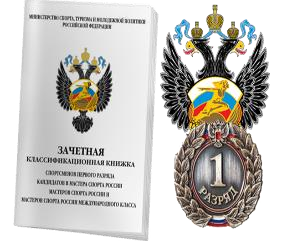 МИНИСТЕРСТВО СПОРТА, ТУРИЗМА И МОЛОДЕЖНОЙ ПОЛИТИКИ
РОССИЙСКОЙ ФЕДЕРАЦИИ
ЗАЧЕТНАЯ
КЛАССИФИКАЦИОННАЯ КНИЖКА
СПОРТСМЕНОВ ПЕРВОГО РАЗРЯДА
КАНДИДАТОВ В МАСТЕРА СПОРТА РОССИИ
МАСТЕРОВ СПОРТА РОССИИ И
МАСТЕРОВ СПОРТА РОССИИ МЕЖДУНАРОДНОГО КЛАССА
1
РАЗРЯД